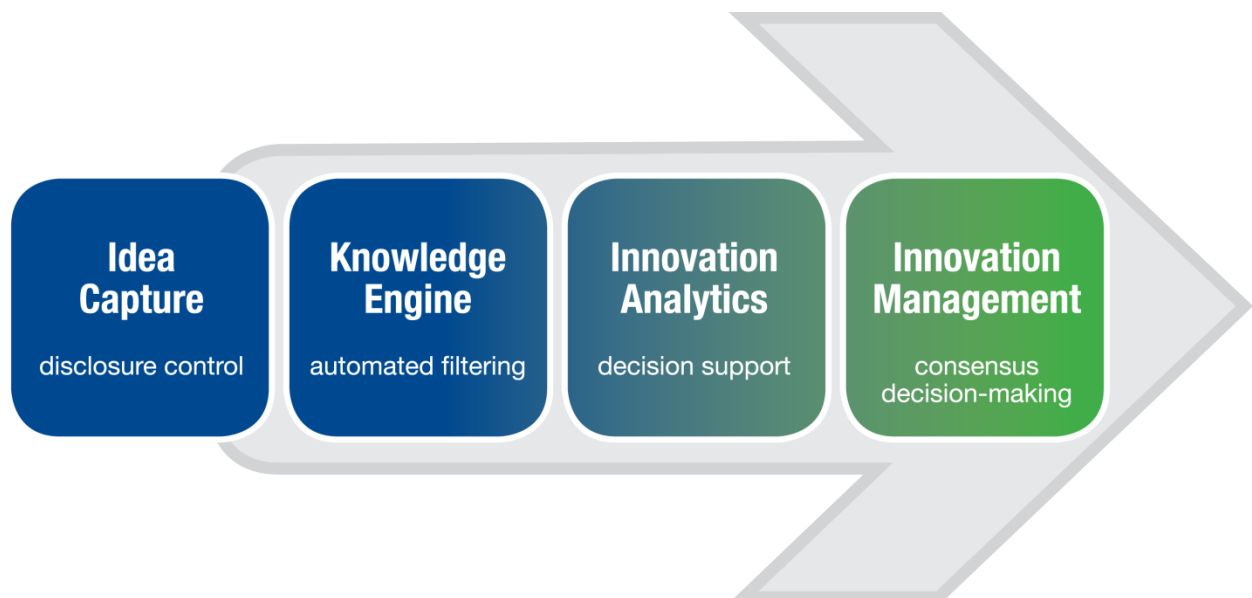 Idea
Capture
disclosure control
Knowledge
Engine
automated filtering
Innovation
Analytics
decision support
Innovation
Management
consensus
decision-making